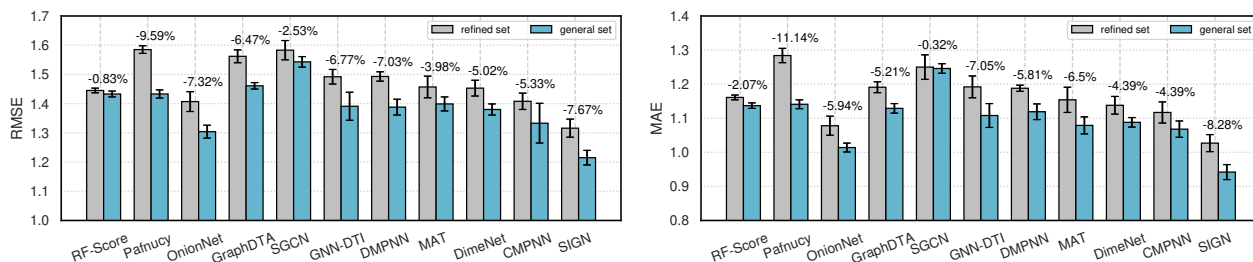 1.7
1.6
1.5
1.4
1.3
1.2
1.1
1.0
RMSE
refined set
general set
-0.83%
-9.59%
-7.32%
-6.47%
-2.53%
-6.77%
-7.03%
-3.98%
-5.02%
-5.33%
-7.67%
RF-Score
Pafnucy
OnionNet
GraphDTA
SGCN
GNN-DTI
DMPNN
MAT
DimeNet
CMPNN
SIGN
1.4
1.3
1.2
1.1
1.0
0.9
0.8
MAE
refined set
general set
-2.07%
-11.14%
-5.94%
-5.21%
-0.32%
-7.05%
-5.81%
-6.5%
-4.39%
-4.39%
-8.28%
RF-Score
Pafnucy
OnionNet
GraphDTA
SGCN
GNN-DTI
DMPNN
MAT
DimeNet
CMPNN
SIGN